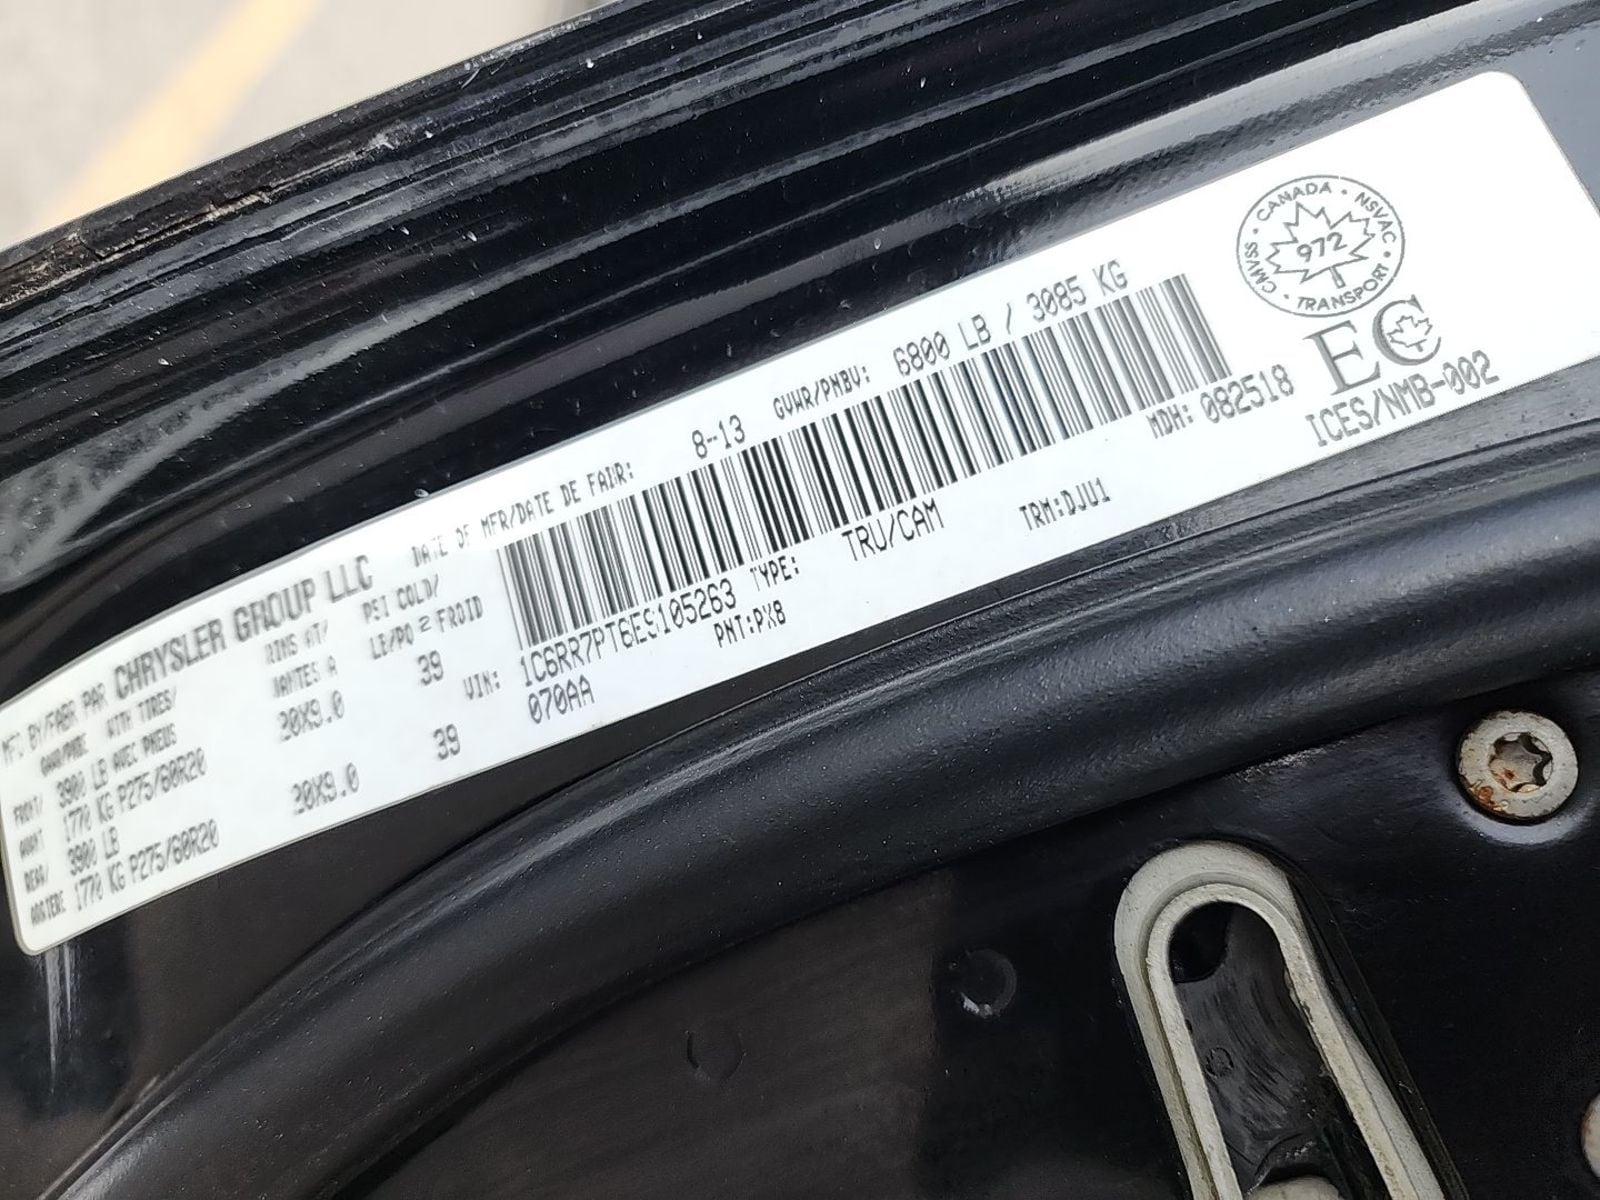 MFD BY/FABR PAR CHRYSLER GROUP LLC
DATE OF MFR/DATE DE FABR: 8-13 GVWR/PNBV: 6800 LB / 3085 KG
GAWR/PNBE WITH TIRES/ RIMS AT/ PSI COLD/
AVEC PNEUS JANTES A LB/PO² FROID
FRONT/ 3900 LB
AVANT 1770 KG P275/60R20 20X9.0 39
REAR/ 3900 LB
ARRIERE 1770 KG P275/60R20 20X9.0 39
VIN: 1C6RR7PT6ES105263 TYPE: TRU/CAM MDH: 082518
070AA PNT:PX8 TRM:DJU1
CMVSS · CANADA · NSVAC · TRANSPORT ·
972
EC
ICES/NMB-002